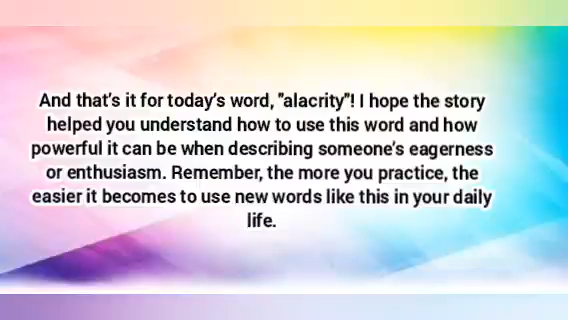 And that's it for today's word, "alacrity"! I hope the story
helped you understand how to use this word and how
powerful it can be when describing someone's eagerness
or enthusiasm. Remember, the more you practice, the
easier it becomes to use new words like this in your daily
life.